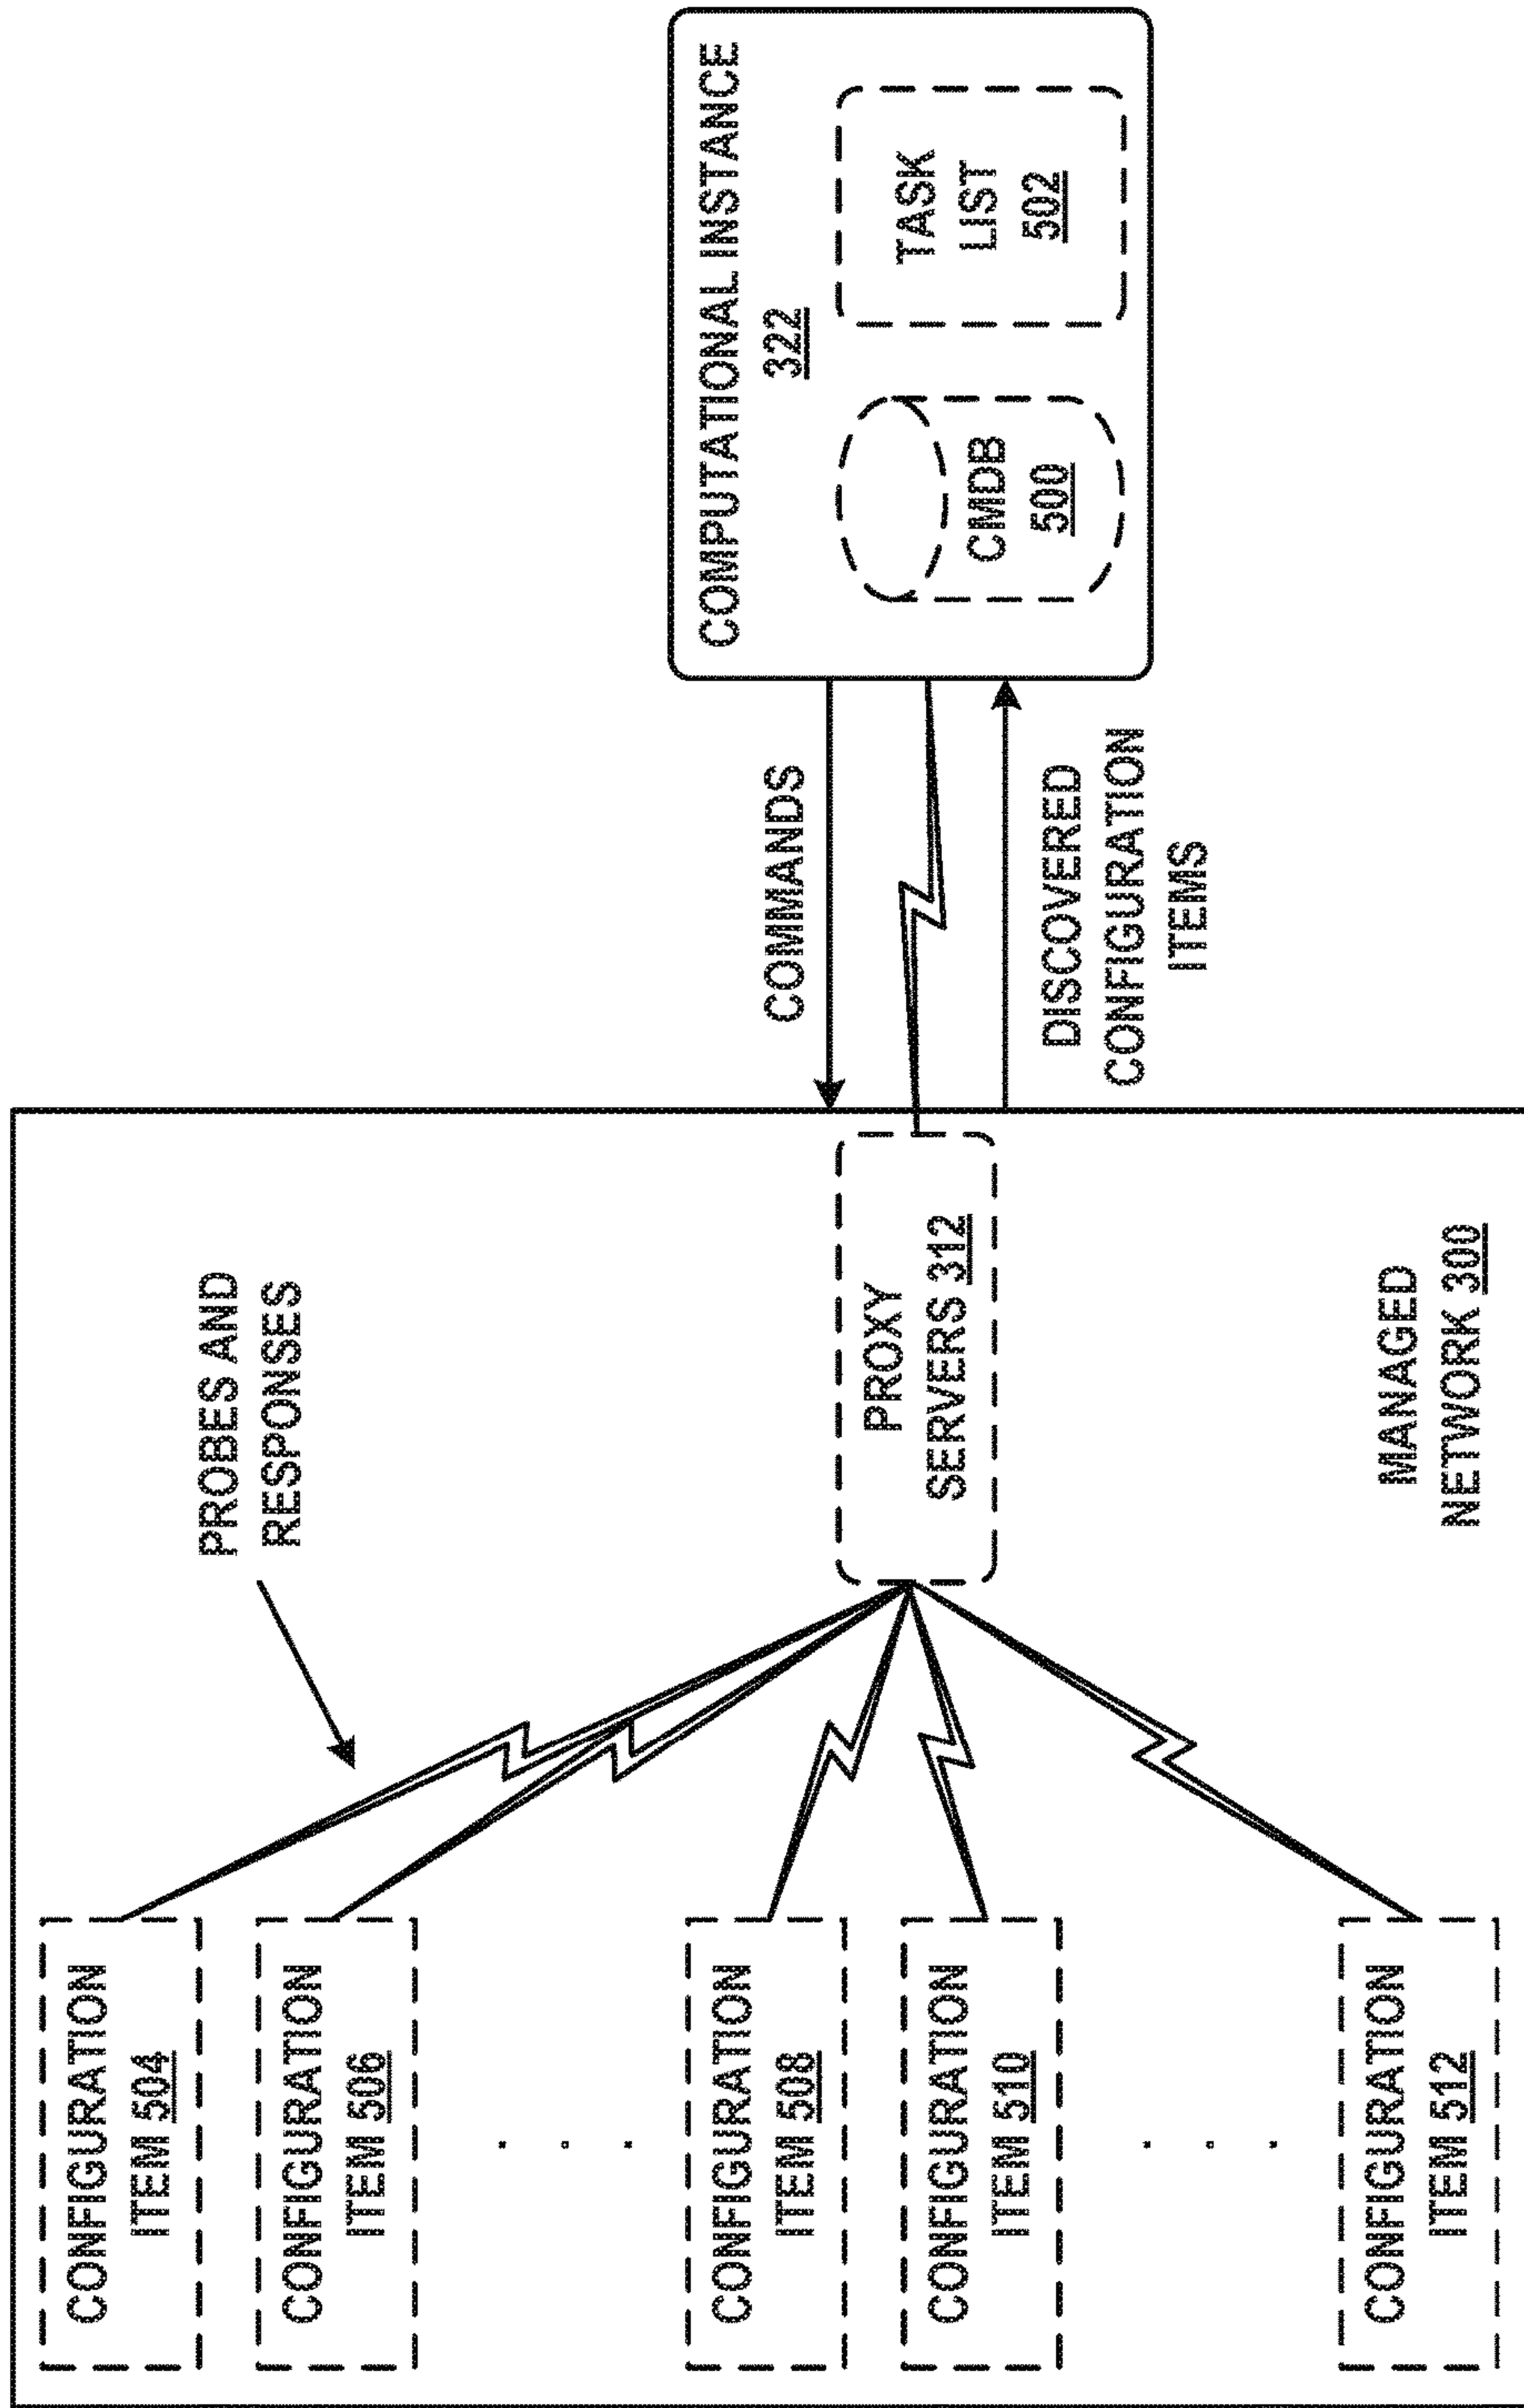 COMPUTATIONAL INSTANCE
322
CMDB
500
TASK
LIST
502
COMMANDS
DISCOVERED
CONFIGURATION
ITEMS
PROBES AND
RESPONSES
PROXY
SERVERS 312
MANAGED
NETWORK 300
CONFIGURATION
ITEM 504
CONFIGURATION
ITEM 506
CONFIGURATION
ITEM 508
CONFIGURATION
ITEM 510
CONFIGURATION
ITEM 512